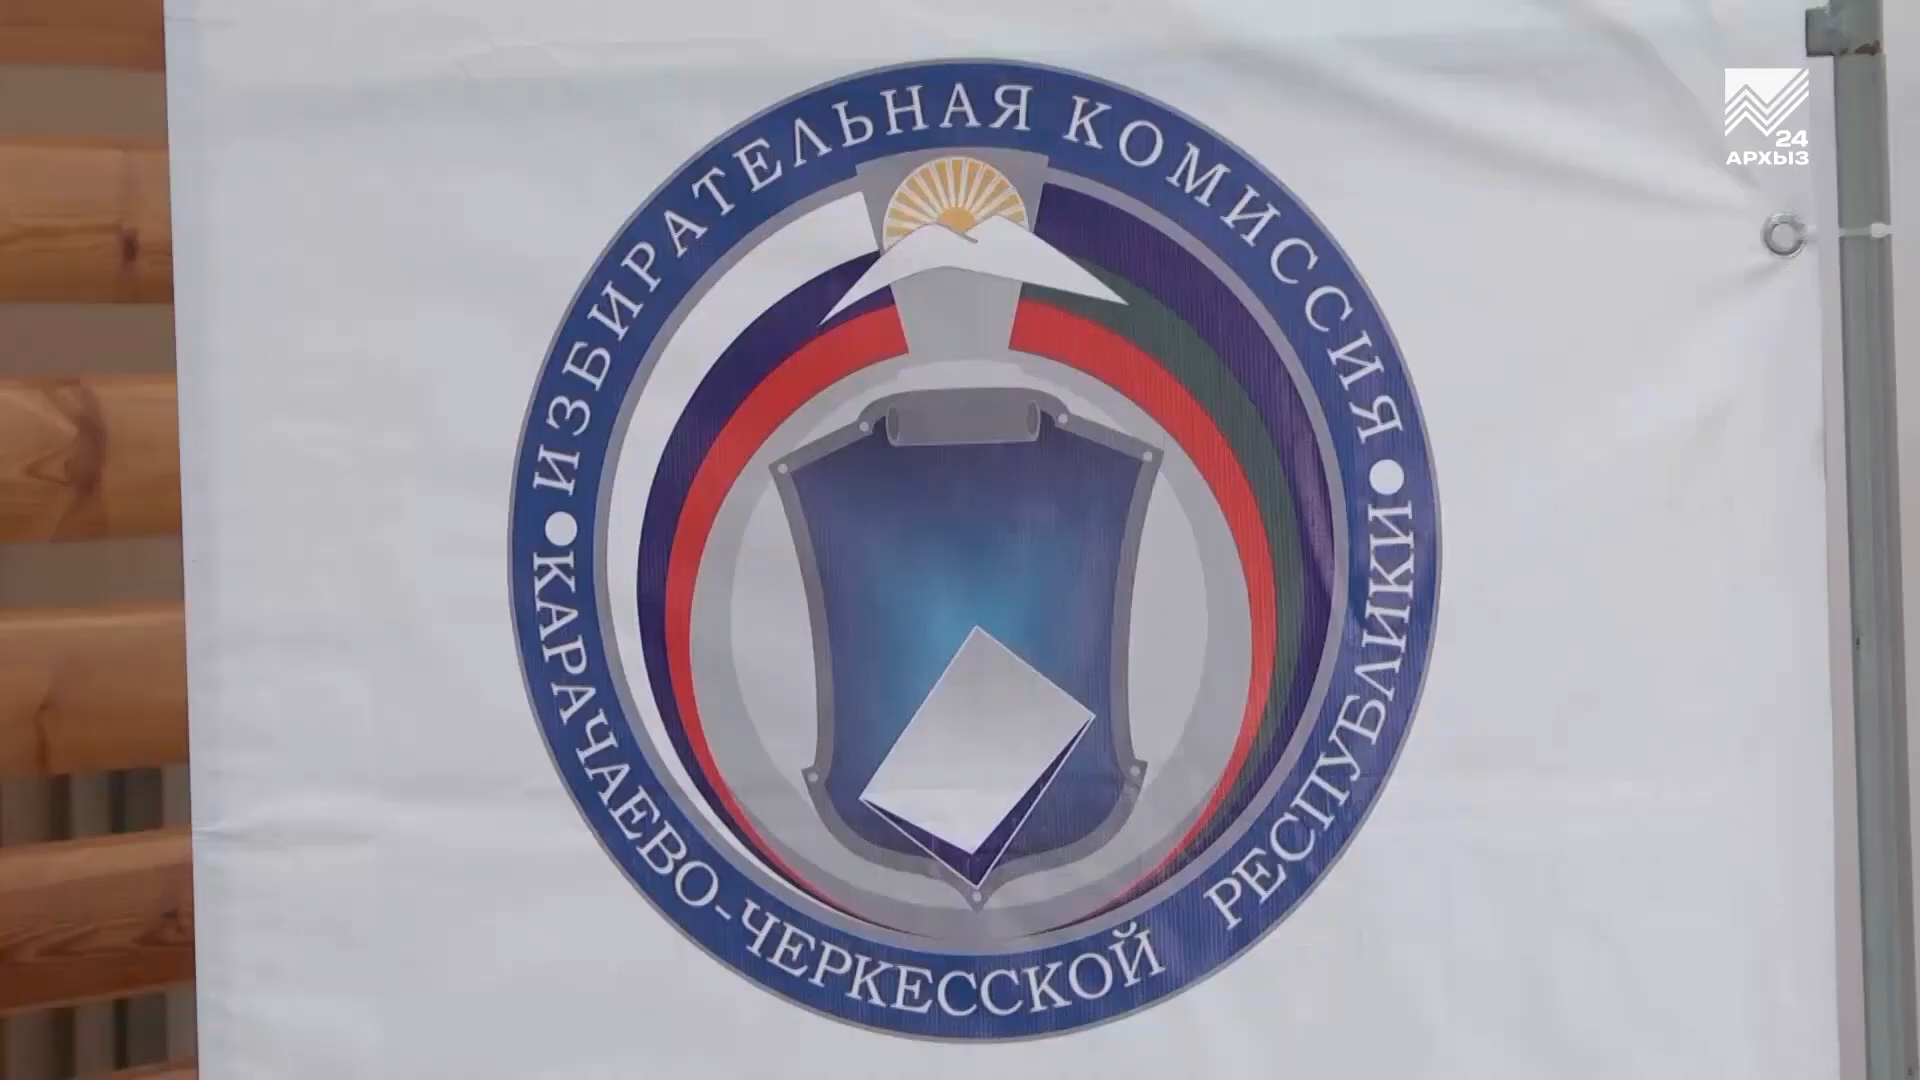 ИЗБИРАТЕЛЬНАЯ КОМИССИЯ
КАРАЧАЕВО-ЧЕРКЕССКОЙ РЕСПУБЛИКИ
24
АРХЫЗ